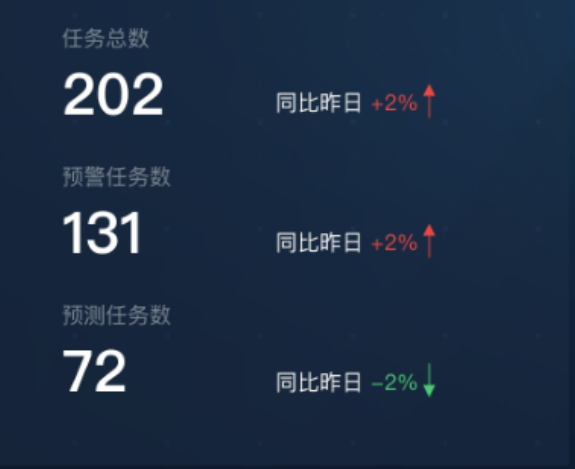 任务总数
202 同比昨日 +2%
预警任务数
131 同比昨日 +2%
预测任务数
72 同比昨日 -2%